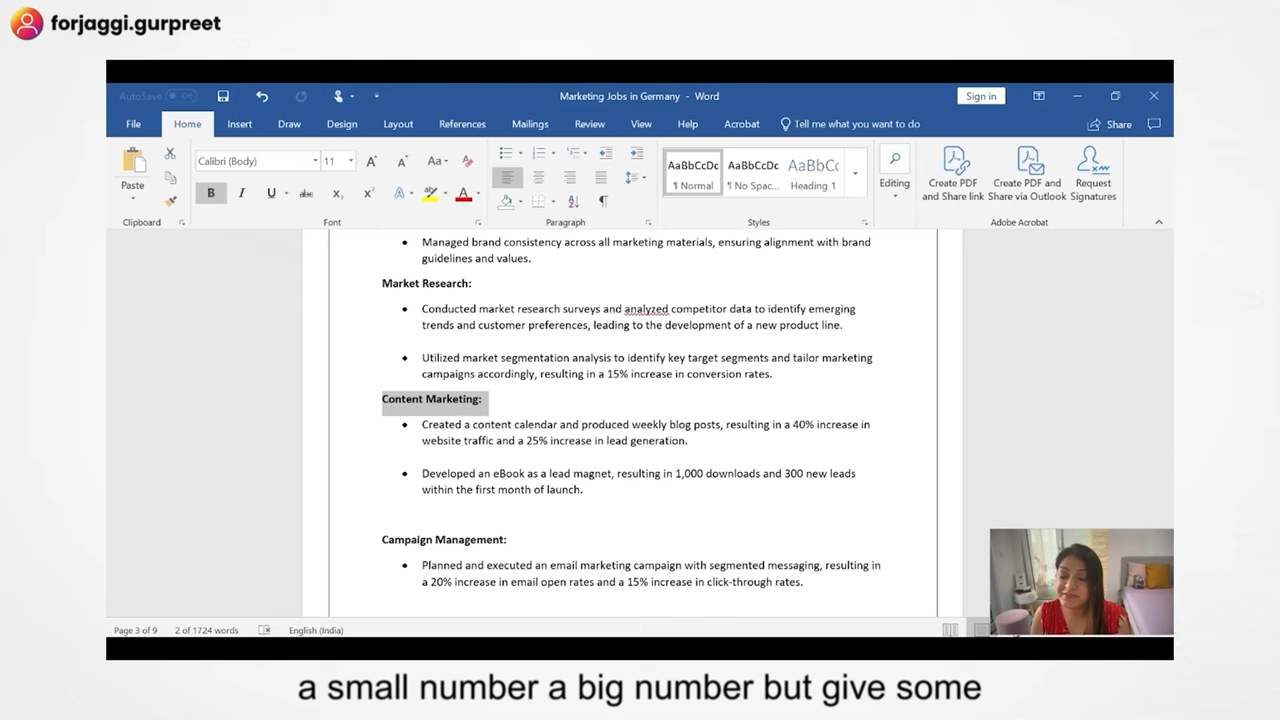 forjaggi.gurpreet
AutoSave Off
Marketing Jobs in Germany - Word
Sign in
File Home Insert Draw Design Layout References Mailings Review View Help Acrobat Tell me what you want to do Share
Paste
Calibri (Body) 11
Aa
B I U abc x₂ x² A A
AaBbCcDc AaBbCcDc AaBbCc
¶ Normal ¶ No Spac... Heading 1
Editing
Create PDF and Share link
Create PDF and Share via Outlook
Request Signatures
Clipboard Font Paragraph Styles Adobe Acrobat
• Managed brand consistency across all marketing materials, ensuring alignment with brand
guidelines and values.
Market Research:
• Conducted market research surveys and analyzed competitor data to identify emerging
trends and customer preferences, leading to the development of a new product line.
• Utilized market segmentation analysis to identify key target segments and tailor marketing
campaigns accordingly, resulting in a 15% increase in conversion rates.
Content Marketing:
• Created a content calendar and produced weekly blog posts, resulting in a 40% increase in
website traffic and a 25% increase in lead generation.
• Developed an eBook as a lead magnet, resulting in 1,000 downloads and 300 new leads
within the first month of launch.
Campaign Management:
• Planned and executed an email marketing campaign with segmented messaging, resulting in
a 20% increase in email open rates and a 15% increase in click-through rates.
Page 3 of 9 2 of 1724 words English (India)
a small number a big number but give some